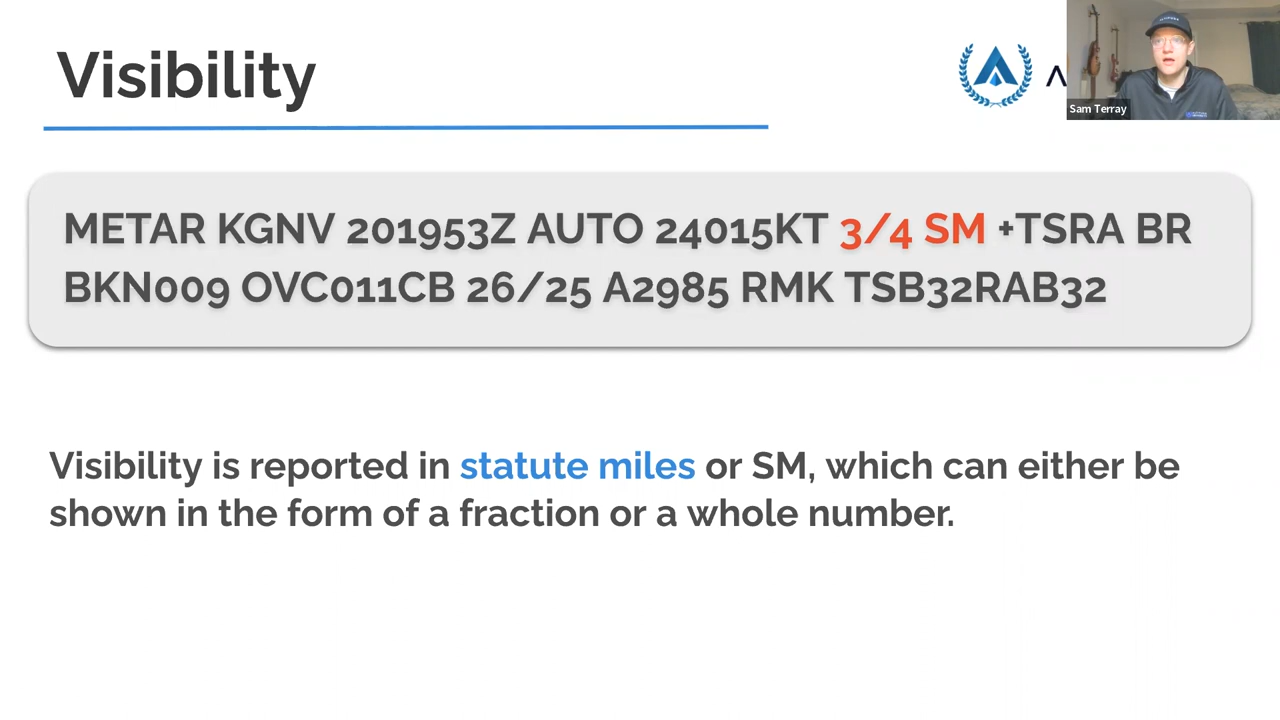 Visibility
Sam Terray
METAR KGNV 201953Z AUTO 24015KT 3/4 SM +TSRA BR
BKN009 OVC011CB 26/25 A2985 RMK TSB32RAB32
Visibility is reported in statute miles or SM, which can either be
shown in the form of a fraction or a whole number.